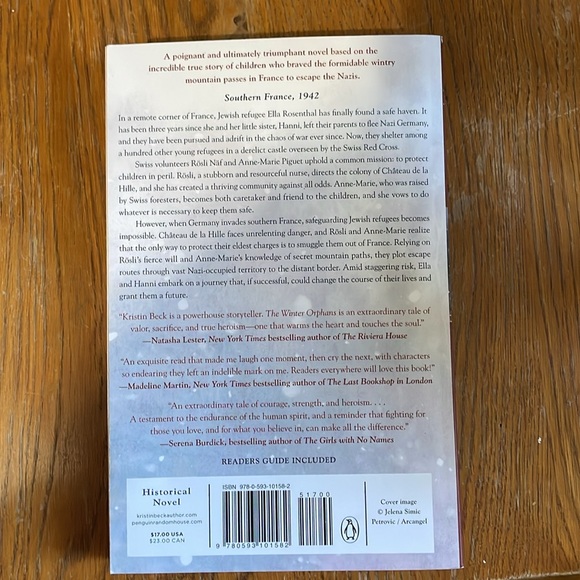 A poignant and ultimately triumphant novel based on the
incredible true story of children who braved the formidable wintry
mountain passes in France to escape the Nazis.
Southern France, 1942
In a remote corner of France, Jewish refugee Ella Rosenthal has finally found a safe haven. It
has been three years since she and her little sister, Hanni, left their parents to flee Nazi Germany,
and they have been pursued and adrift in the chaos of war ever since. Now, they shelter among
a hundred other young refugees in a derelict castle overseen by the Swiss Red Cross.
Swiss volunteers Rösli Näf and Anne-Marie Piguet uphold a common mission: to protect
children in peril. Rösli, a stubborn and resourceful nurse, directs the colony of Château de la
Hille, and she has created a thriving community against all odds. Anne-Marie, who was raised
by Swiss foresters, becomes both caretaker and friend to the children, and she vows to do
whatever is necessary to keep them safe.
However, when Germany invades southern France, safeguarding Jewish refugees becomes
impossible. Château de la Hille faces unrelenting danger, and Rösli and Anne-Marie realize
that the only way to protect their eldest charges is to smuggle them out of France. Relying on
Rösli's fierce will and Anne-Marie's knowledge of secret mountain paths, they plot escape
routes through vast Nazi-occupied territory to the distant border. Amid staggering risk, Ella
and Hanni embark on a journey that, if successful, could change the course of their lives and
grant them a future.
"Kristin Beck is a powerhouse storyteller. The Winter Orphans is an extraordinary tale of
valor, sacrifice, and true heroism—one that warms the heart and touches the soul."
—Natasha Lester, New York Times bestselling author of The Riviera House
"An exquisite read that made me laugh one moment, then cry the next, with characters
so endearing they left an indelible mark on me. Readers everywhere will love this book!"
—Madeline Martin, New York Times bestselling author of The Last Bookshop in London
"An extraordinary tale of courage, strength, and heroism. . . .
A testament to the endurance of the human spirit, and a reminder that fighting for
those you love, and for what you believe in, can make all the difference."
—Serena Burdick, bestselling author of The Girls with No Names
READERS GUIDE INCLUDED
Historical
Novel
kristinbeckauthor.com
penguinrandomhouse.com
$17.00 USA
$23.00 CAN
ISBN 978-0-593-10158-2
51700
9 780593 101582
Cover image
© Jelena Simic
Petrovic / Arcangel